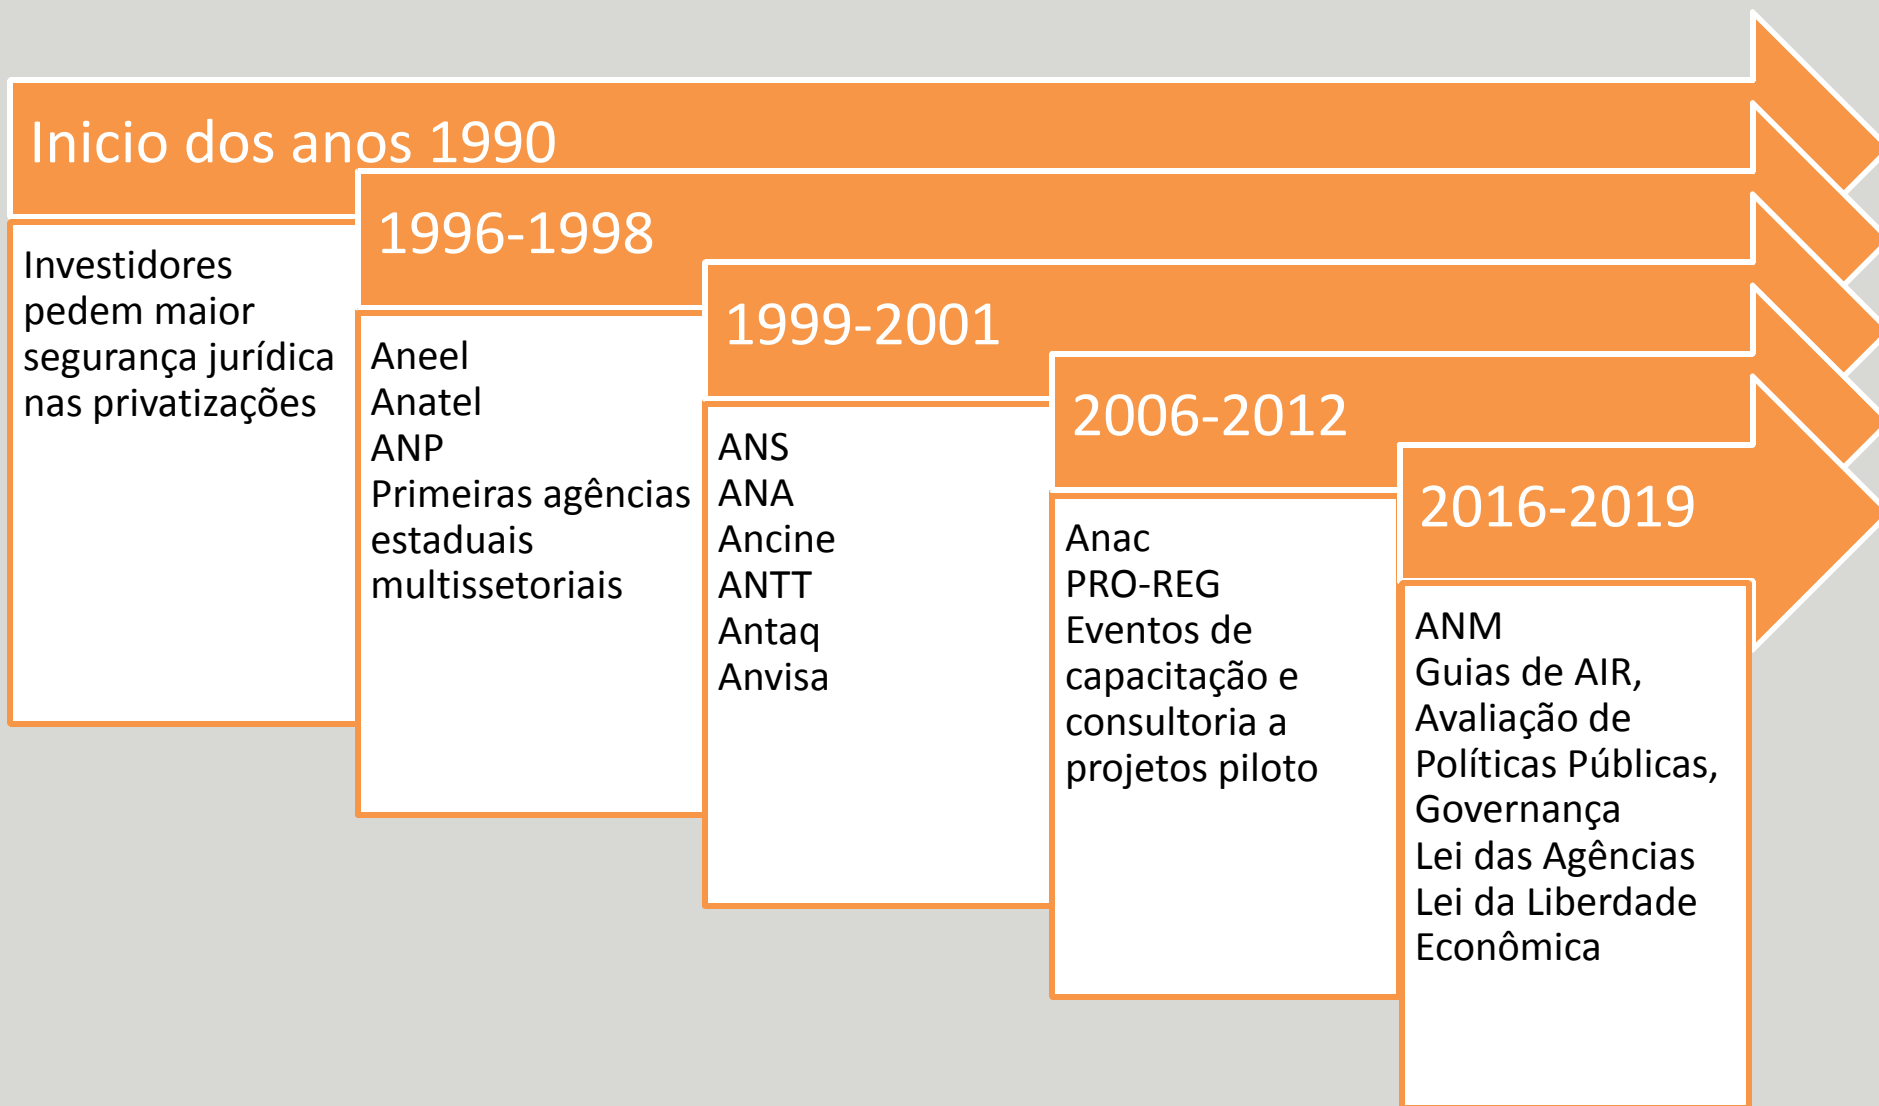 Inicio dos anos 1990
Investidores
pedem maior
segurança jurídica
nas privatizações
1996-1998
Aneel
Anatel
ANP
Primeiras agências
estaduais
multissetoriais
1999-2001
ANS
ANA
Ancine
ANTT
Antaq
Anvisa
2006-2012
Anac
PRO-REG
Eventos de
capacitação e
consultoria a
projetos piloto
2016-2019
ANM
Guias de AIR,
Avaliação de
Políticas Públicas,
Governança
Lei das Agências
Lei da Liberdade
Econômica